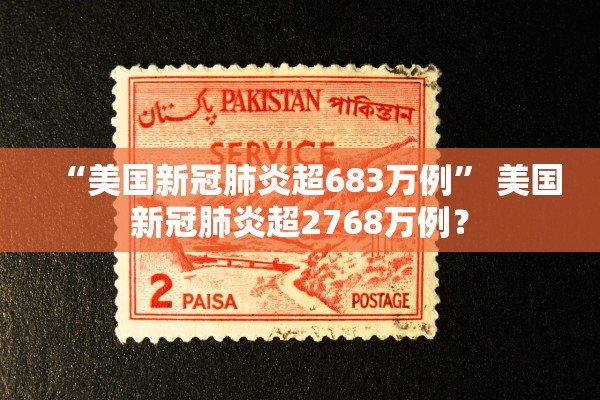 پاکستان PAKISTAN পাকিস্তান
SERVICE
“美国新冠肺炎超683万例” 美国
新冠肺炎超2768万例？
2 PAISA POSTAGE